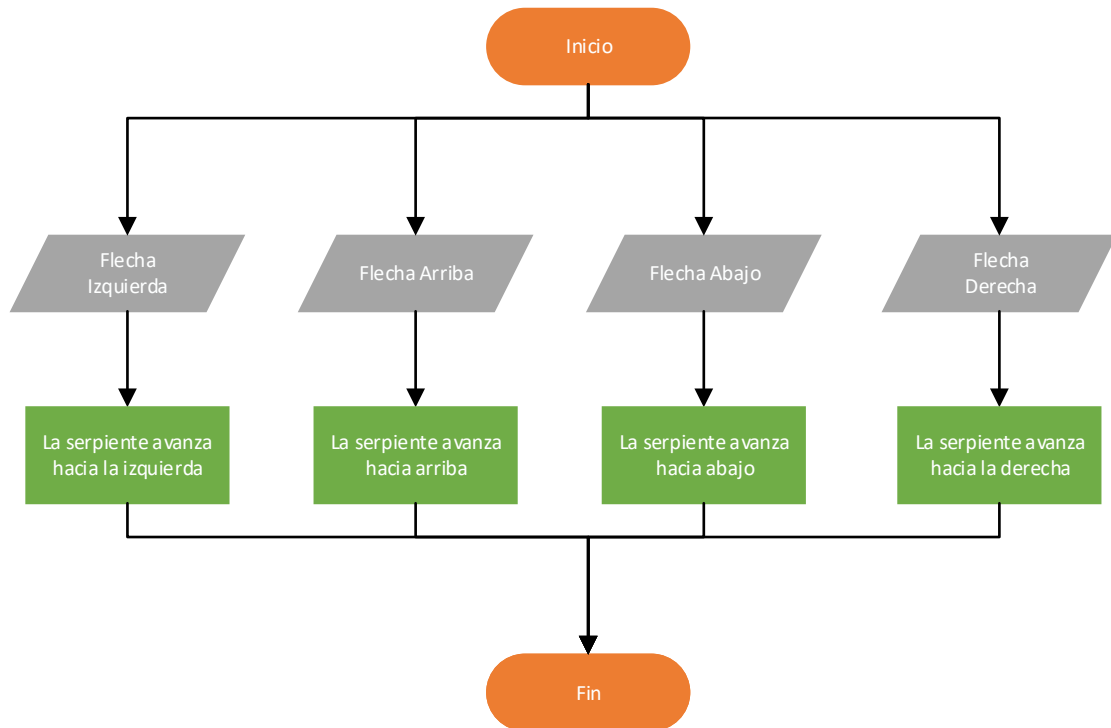 Inicio
Flecha
Izquierda
Flecha Arriba
Flecha Abajo
Flecha
Derecha
La serpiente avanza
hacia la izquierda
La serpiente avanza
hacia arriba
La serpiente avanza
hacia abajo
La serpiente avanza
hacia la derecha
Fin